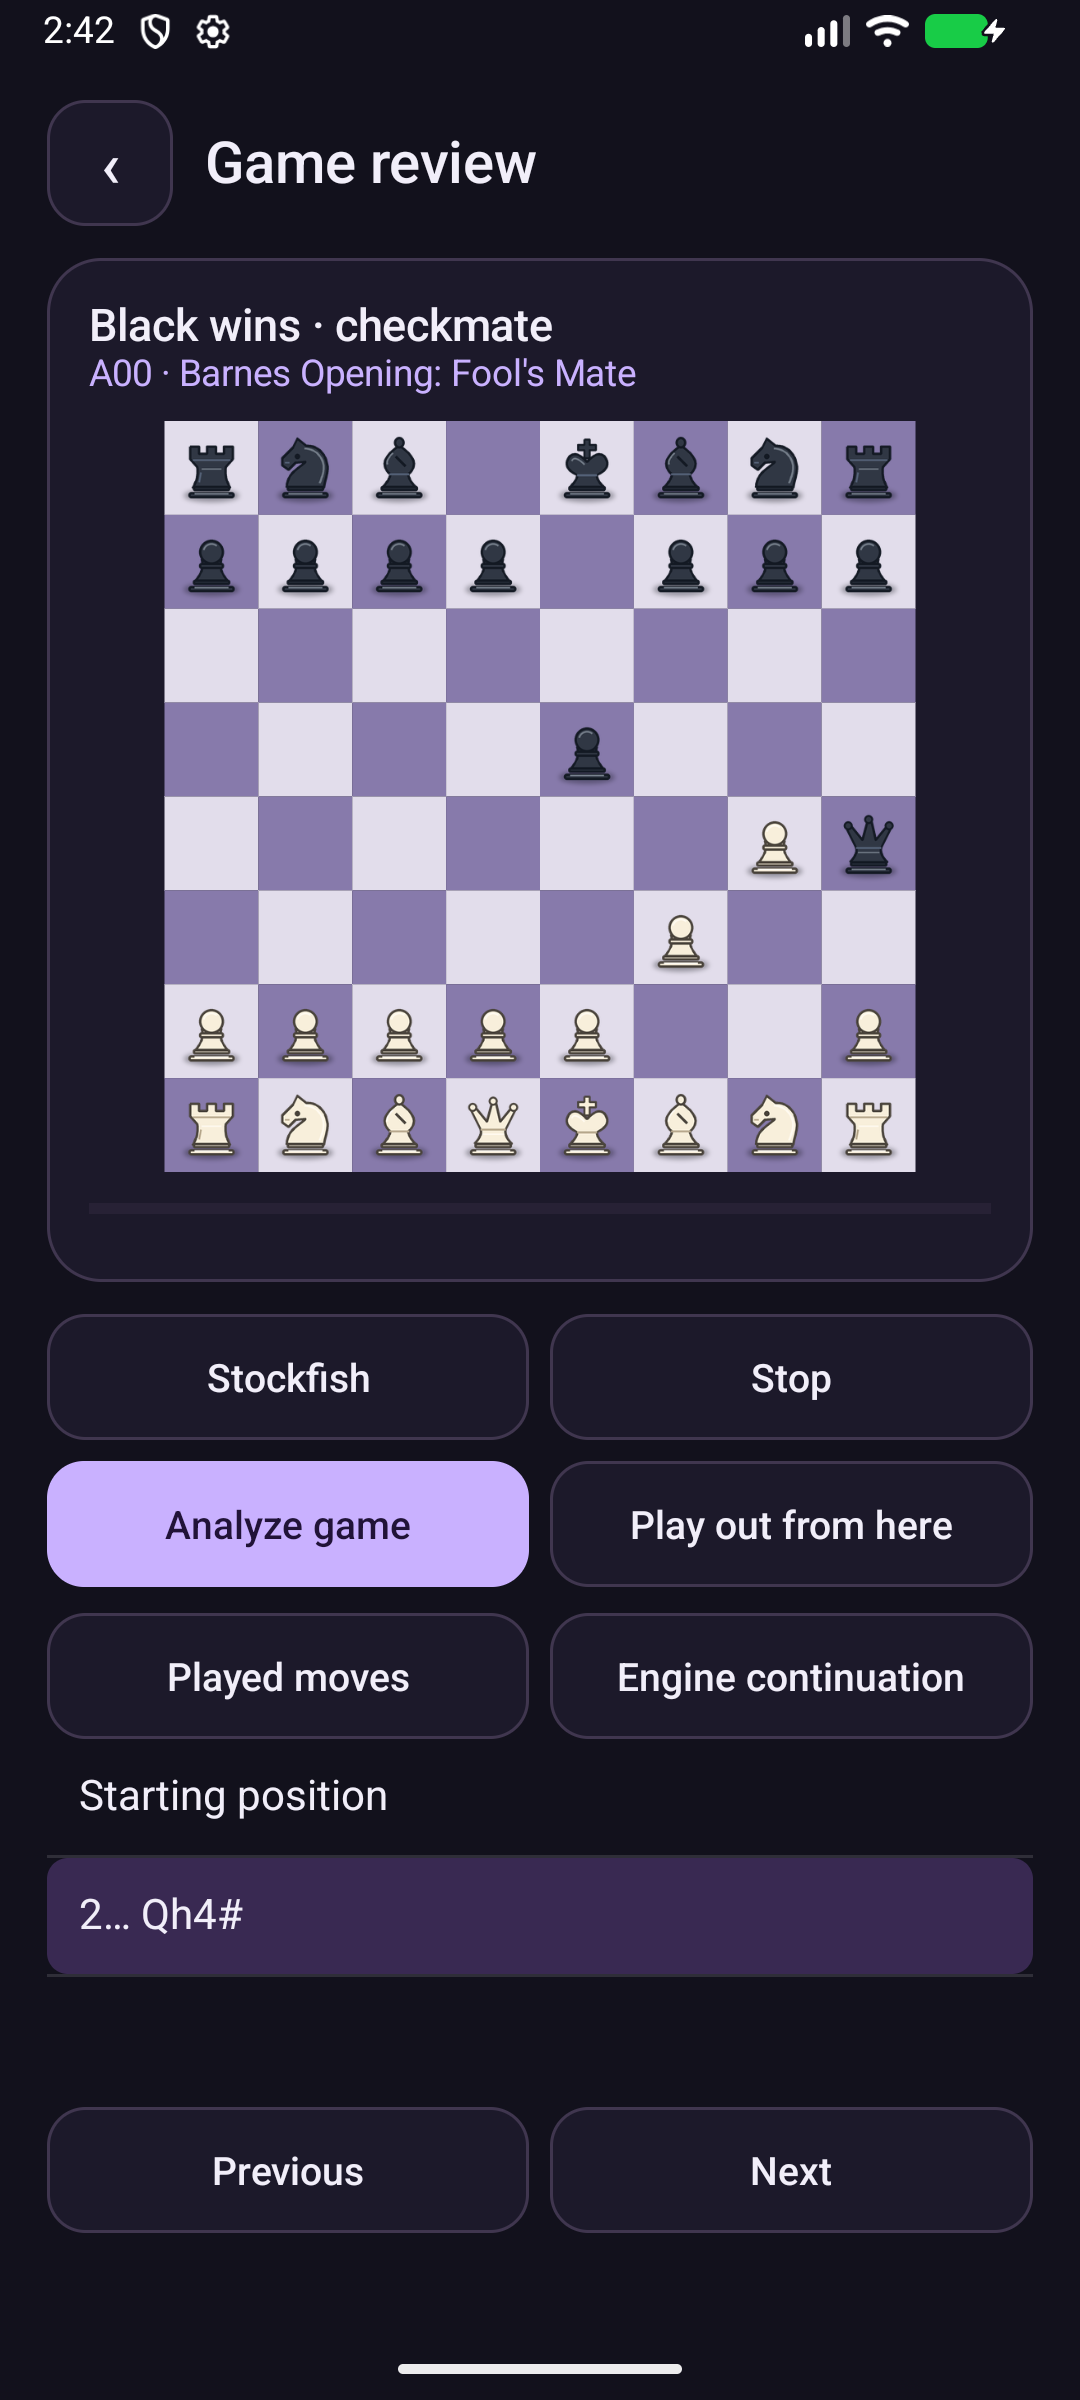 2:42
‹ Game review
Black wins · checkmate
A00 · Barnes Opening: Fool's Mate
Stockfish Stop
Analyze game Play out from here
Played moves Engine continuation
Starting position
2… Qh4#
Previous Next